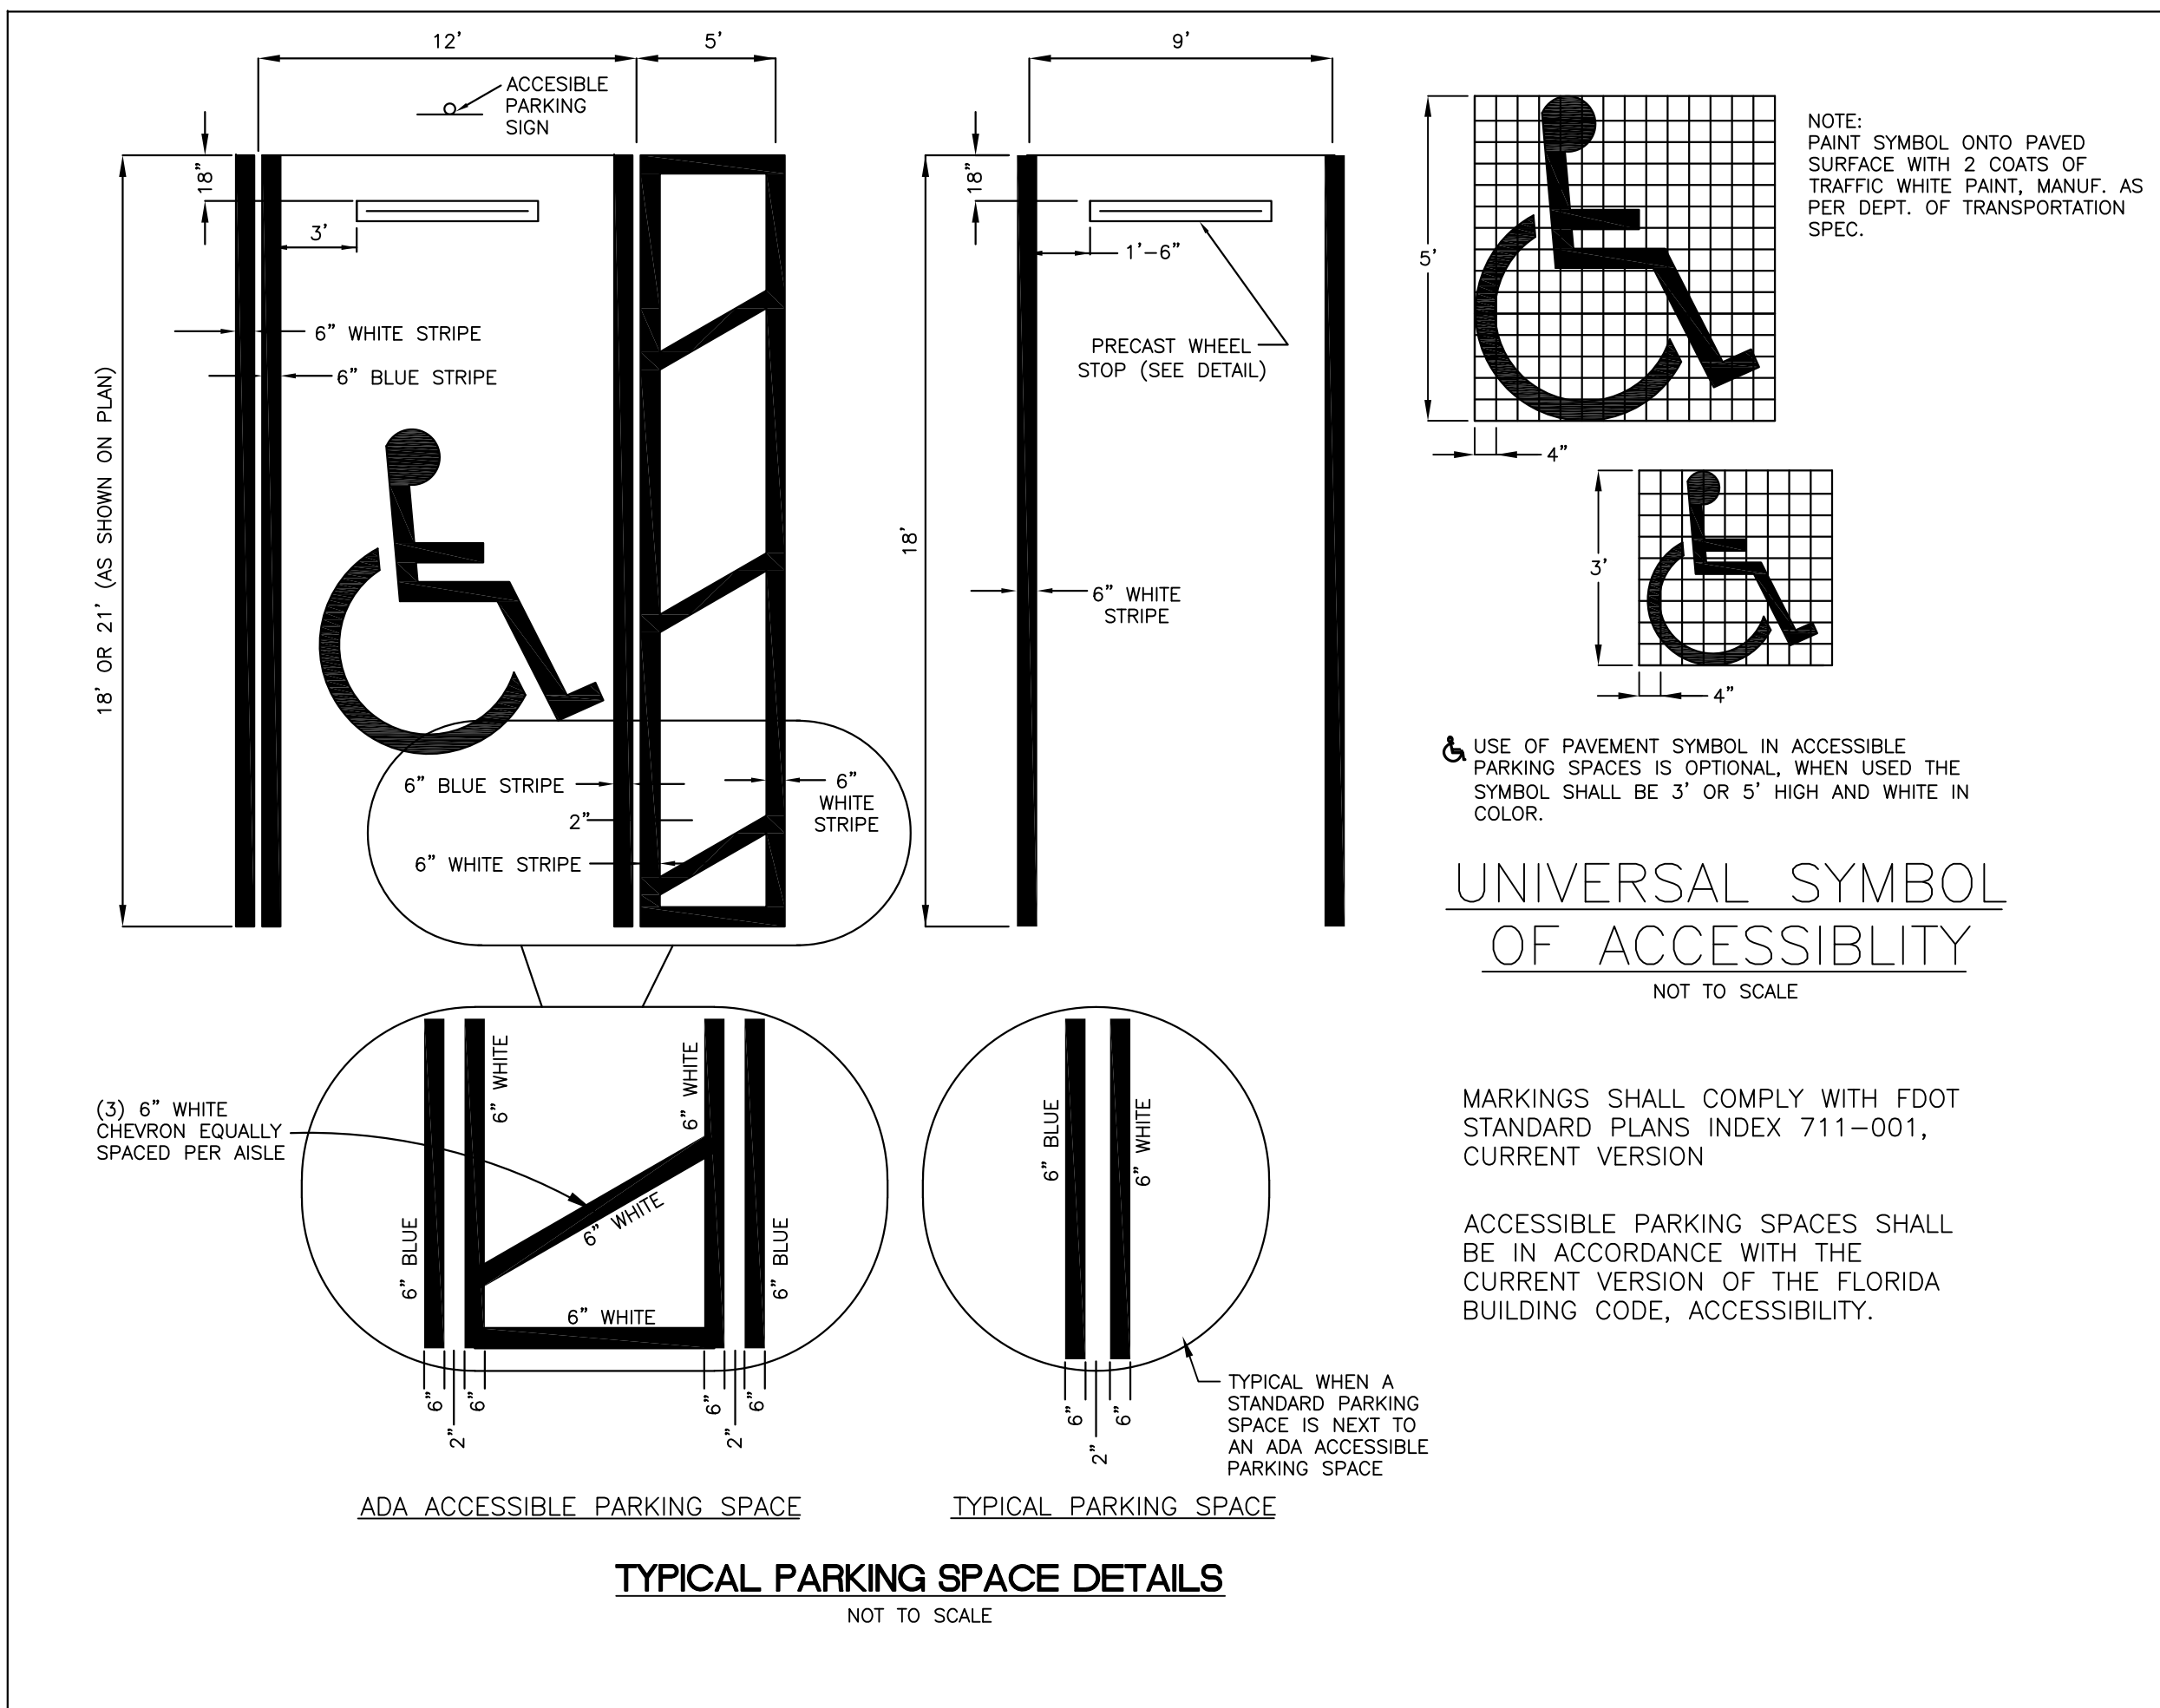 12'
5'
9'
ACCESIBLE
PARKING
SIGN
18"
3'
6" WHITE STRIPE
6" BLUE STRIPE
18' OR 21' (AS SHOWN ON PLAN)
6" BLUE STRIPE
2"
6" WHITE STRIPE
6"
WHITE
STRIPE
18"
1'-6"
PRECAST WHEEL
STOP (SEE DETAIL)
18'
6" WHITE
STRIPE
5'
4"
NOTE:
PAINT SYMBOL ONTO PAVED
SURFACE WITH 2 COATS OF
TRAFFIC WHITE PAINT, MANUF. AS
PER DEPT. OF TRANSPORTATION
SPEC.
3'
4"
USE OF PAVEMENT SYMBOL IN ACCESSIBLE
PARKING SPACES IS OPTIONAL, WHEN USED THE
SYMBOL SHALL BE 3' OR 5' HIGH AND WHITE IN
COLOR.
UNIVERSAL SYMBOL
OF ACCESSIBLITY
NOT TO SCALE
(3) 6" WHITE
CHEVRON EQUALLY
SPACED PER AISLE
6" BLUE
6" WHITE
6" WHITE
6" WHITE
6" WHITE
6" BLUE
6"
2"
6"
6"
2"
6"
6" BLUE
6" WHITE
6"
2"
6"
TYPICAL WHEN A
STANDARD PARKING
SPACE IS NEXT TO
AN ADA ACCESSIBLE
PARKING SPACE
MARKINGS SHALL COMPLY WITH FDOT
STANDARD PLANS INDEX 711-001,
CURRENT VERSION
ACCESSIBLE PARKING SPACES SHALL
BE IN ACCORDANCE WITH THE
CURRENT VERSION OF THE FLORIDA
BUILDING CODE, ACCESSIBILITY.
ADA ACCESSIBLE PARKING SPACE
TYPICAL PARKING SPACE
TYPICAL PARKING SPACE DETAILS
NOT TO SCALE